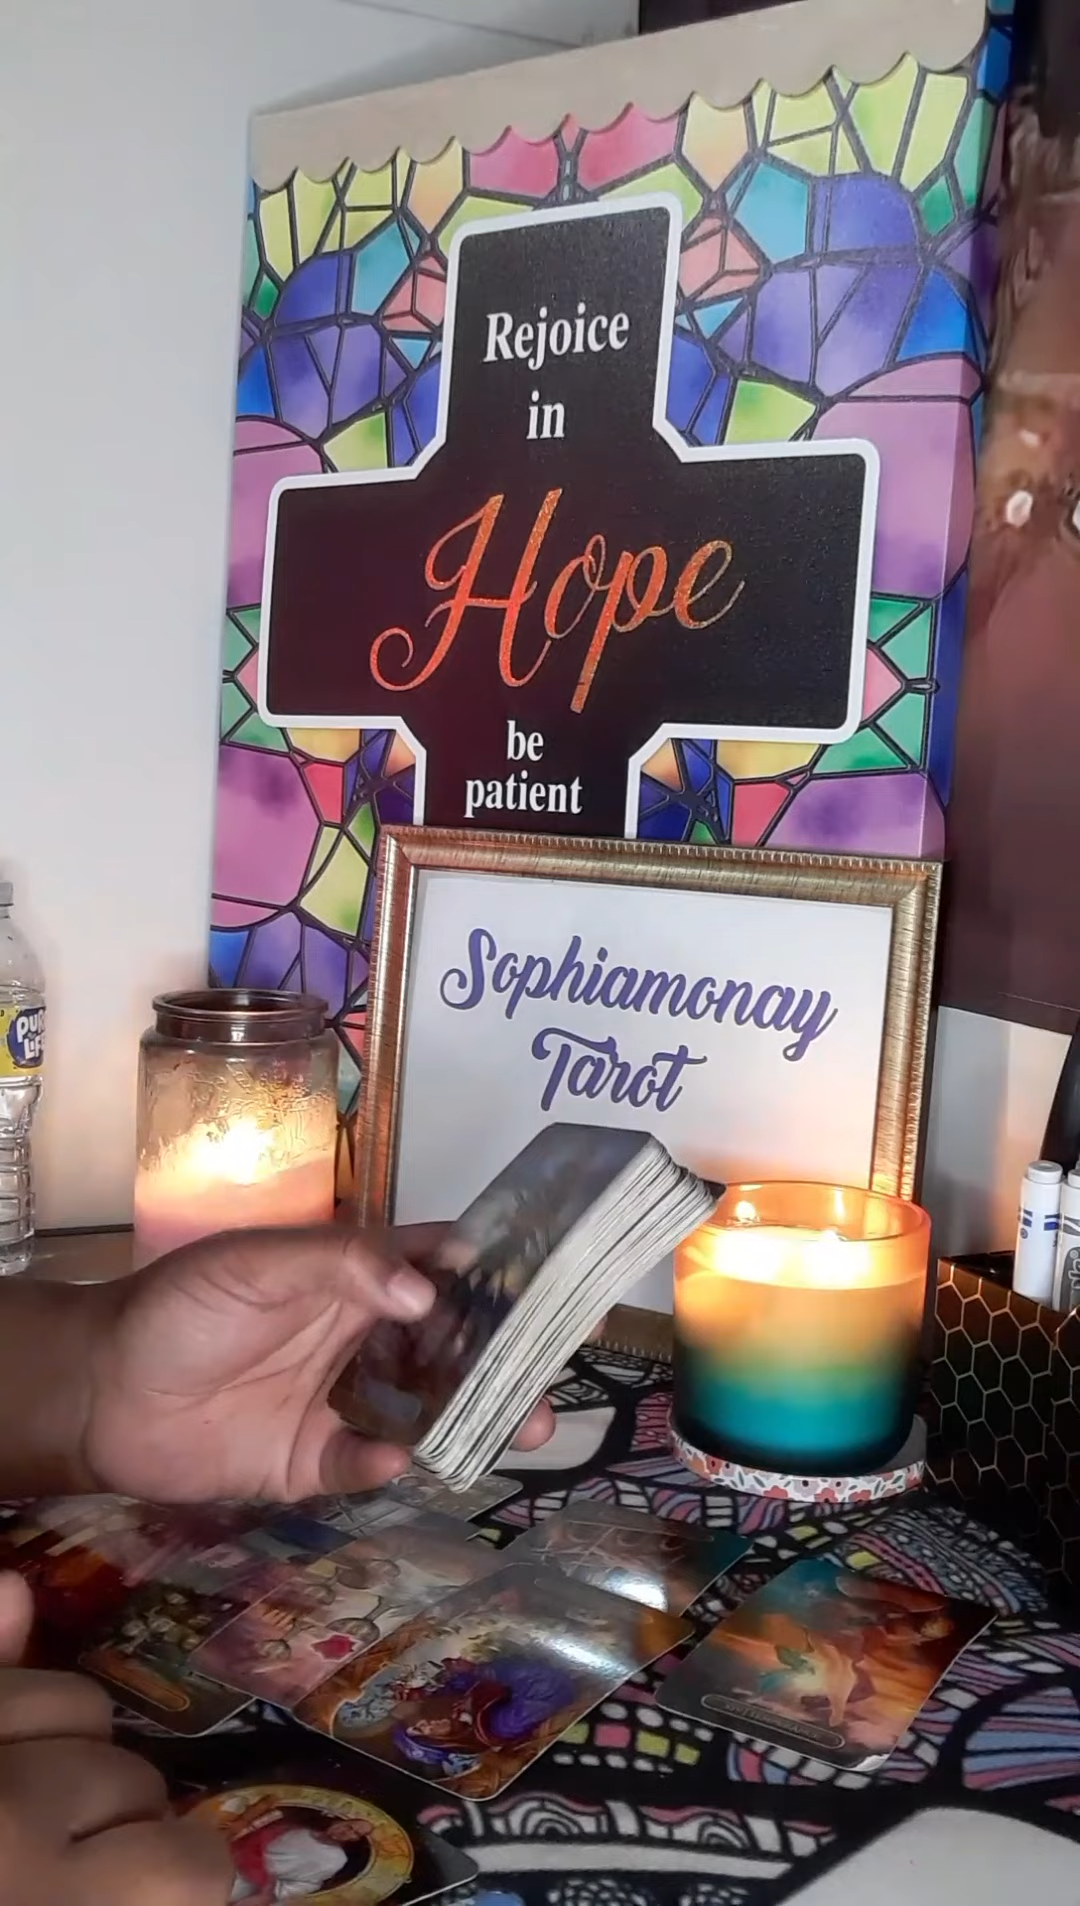 Rejoice
in
Hope
be
patient
Sophiamonay
Tarot
PURE
LIFE